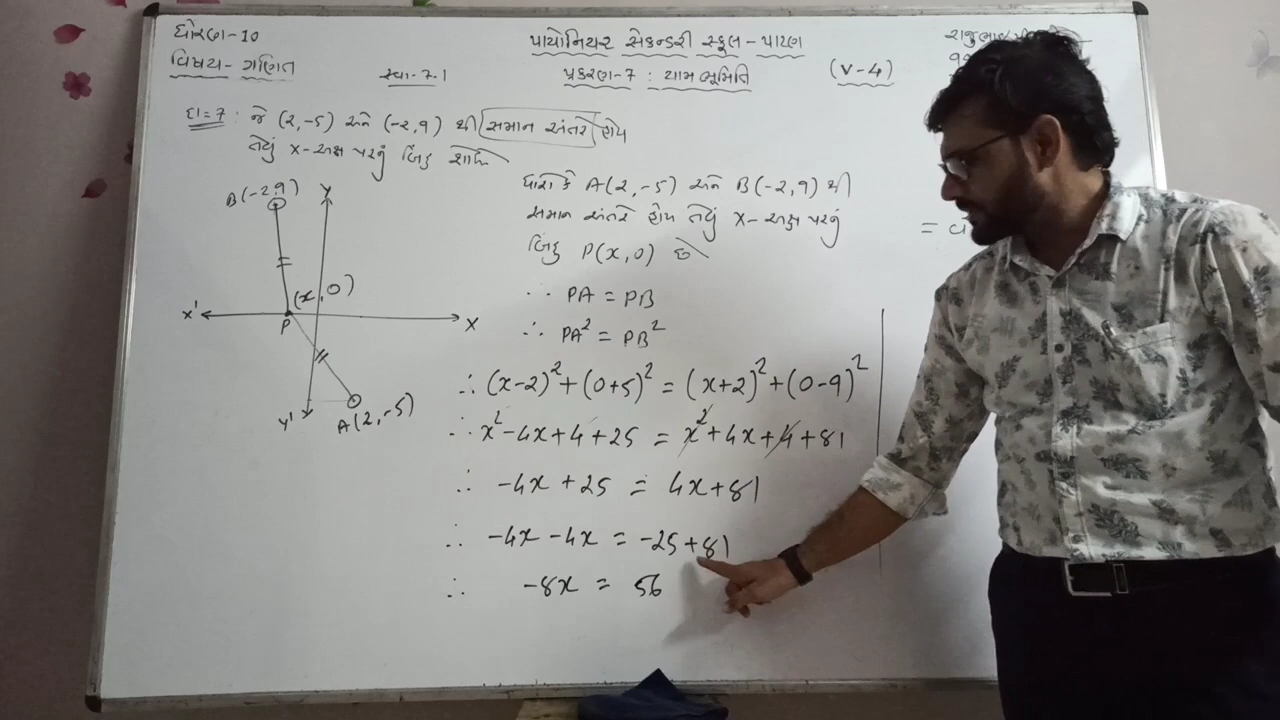 ધોરણ-10
વિષય- ગણિત
સ્વા-7.1
પાયોનિયર સેકન્ડરી સ્કૂલ - પાટણ
પ્રકરણ-7 : યામ ભૂમિતિ
(V-4)
રાજુભાઇ
દા=7 : જે (2,-5) અને (-2,9) થી સમાન અંતરે હોય
તેવું X-અક્ષ પરનું બિંદુ શોધો
B(-2,9)
Y
(x,0)
X'
P
X
Y'
A(2,-5)
ધારો કે A(2,-5) અને B(-2,9) થી
સમાન અંતરે હોય તેવું X-અક્ષ પરનું
બિંદુ P(x,0) છે
∴ PA = PB
∴ PA² = PB²
∴ (x-2)² + (0+5)² = (x+2)² + (0-9)²
∴ x² -4x+4+25 = x² +4x+4+81
∴ -4x+25 = 4x+81
∴ -4x -4x = -25+81
∴ -8x = 56
=